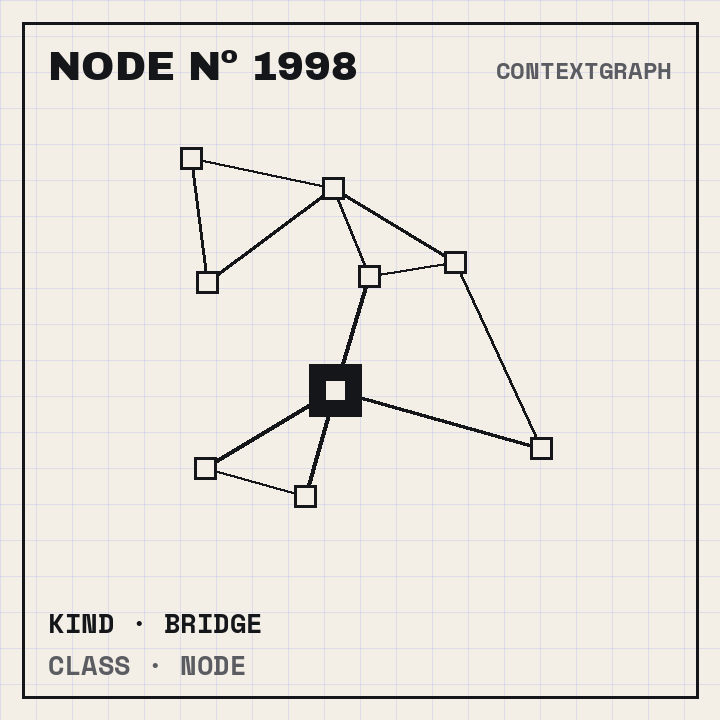 NODE Nº 1998
CONTEXTGRAPH
KIND · BRIDGE
CLASS · NODE